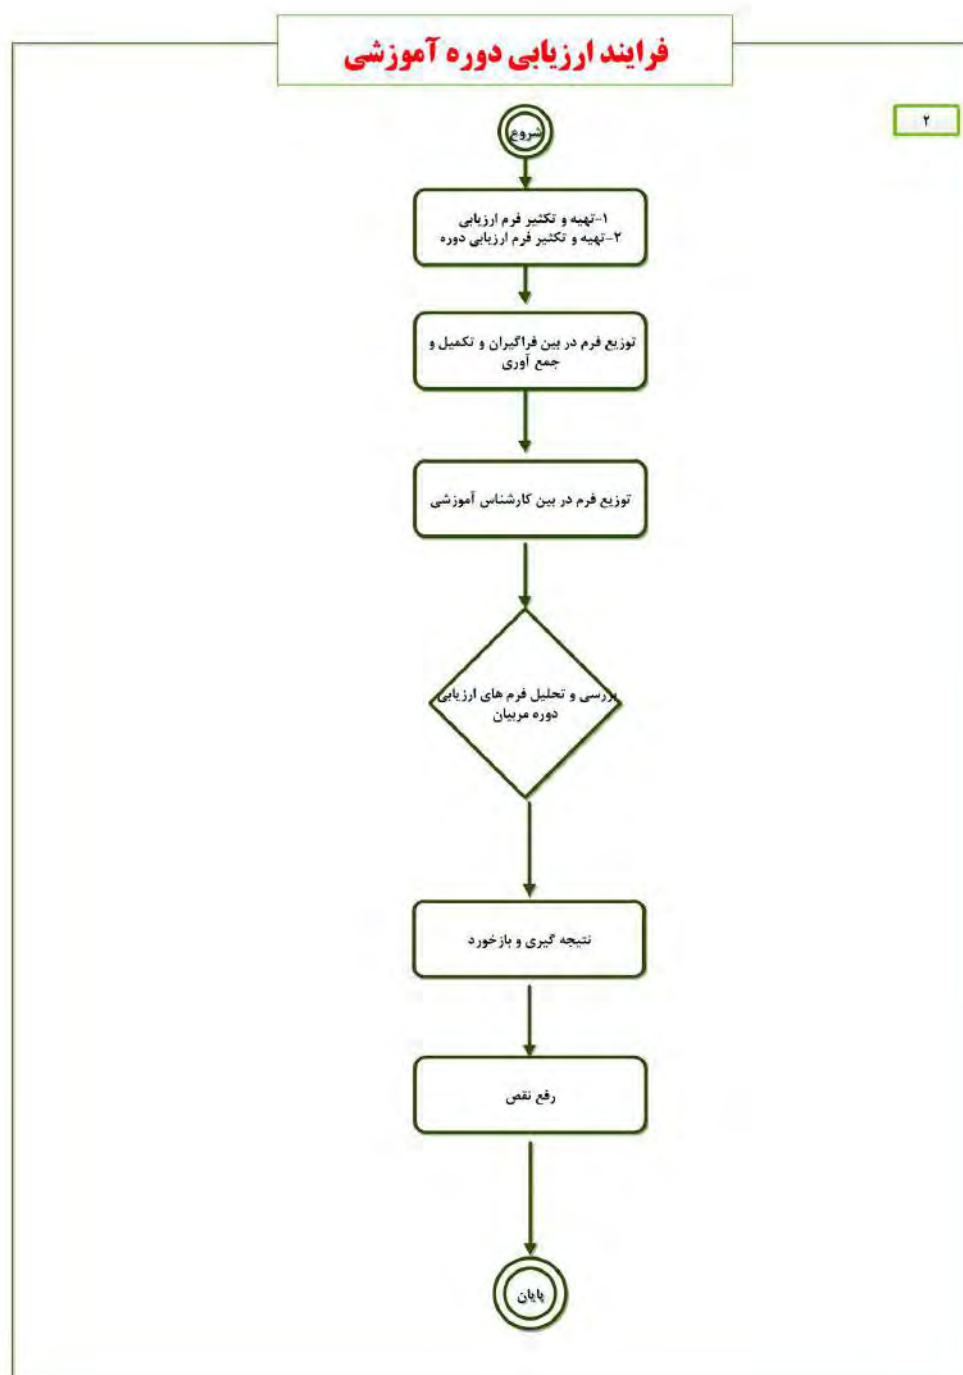 فرایند ارزیابی دوره آموزشی
۲
شروع
۱-تهیه و تکثیر فرم ارزیابی
۲-تهیه و تکثیر فرم ارزیابی دوره
توزیع فرم در بین فراگیران و تکمیل و
جمع آوری
توزیع فرم در بین کارشناس آموزشی
بررسی و تحلیل فرم های ارزیابی
دوره مربیان
نتیجه گیری و بازخورد
رفع نقص
پایان